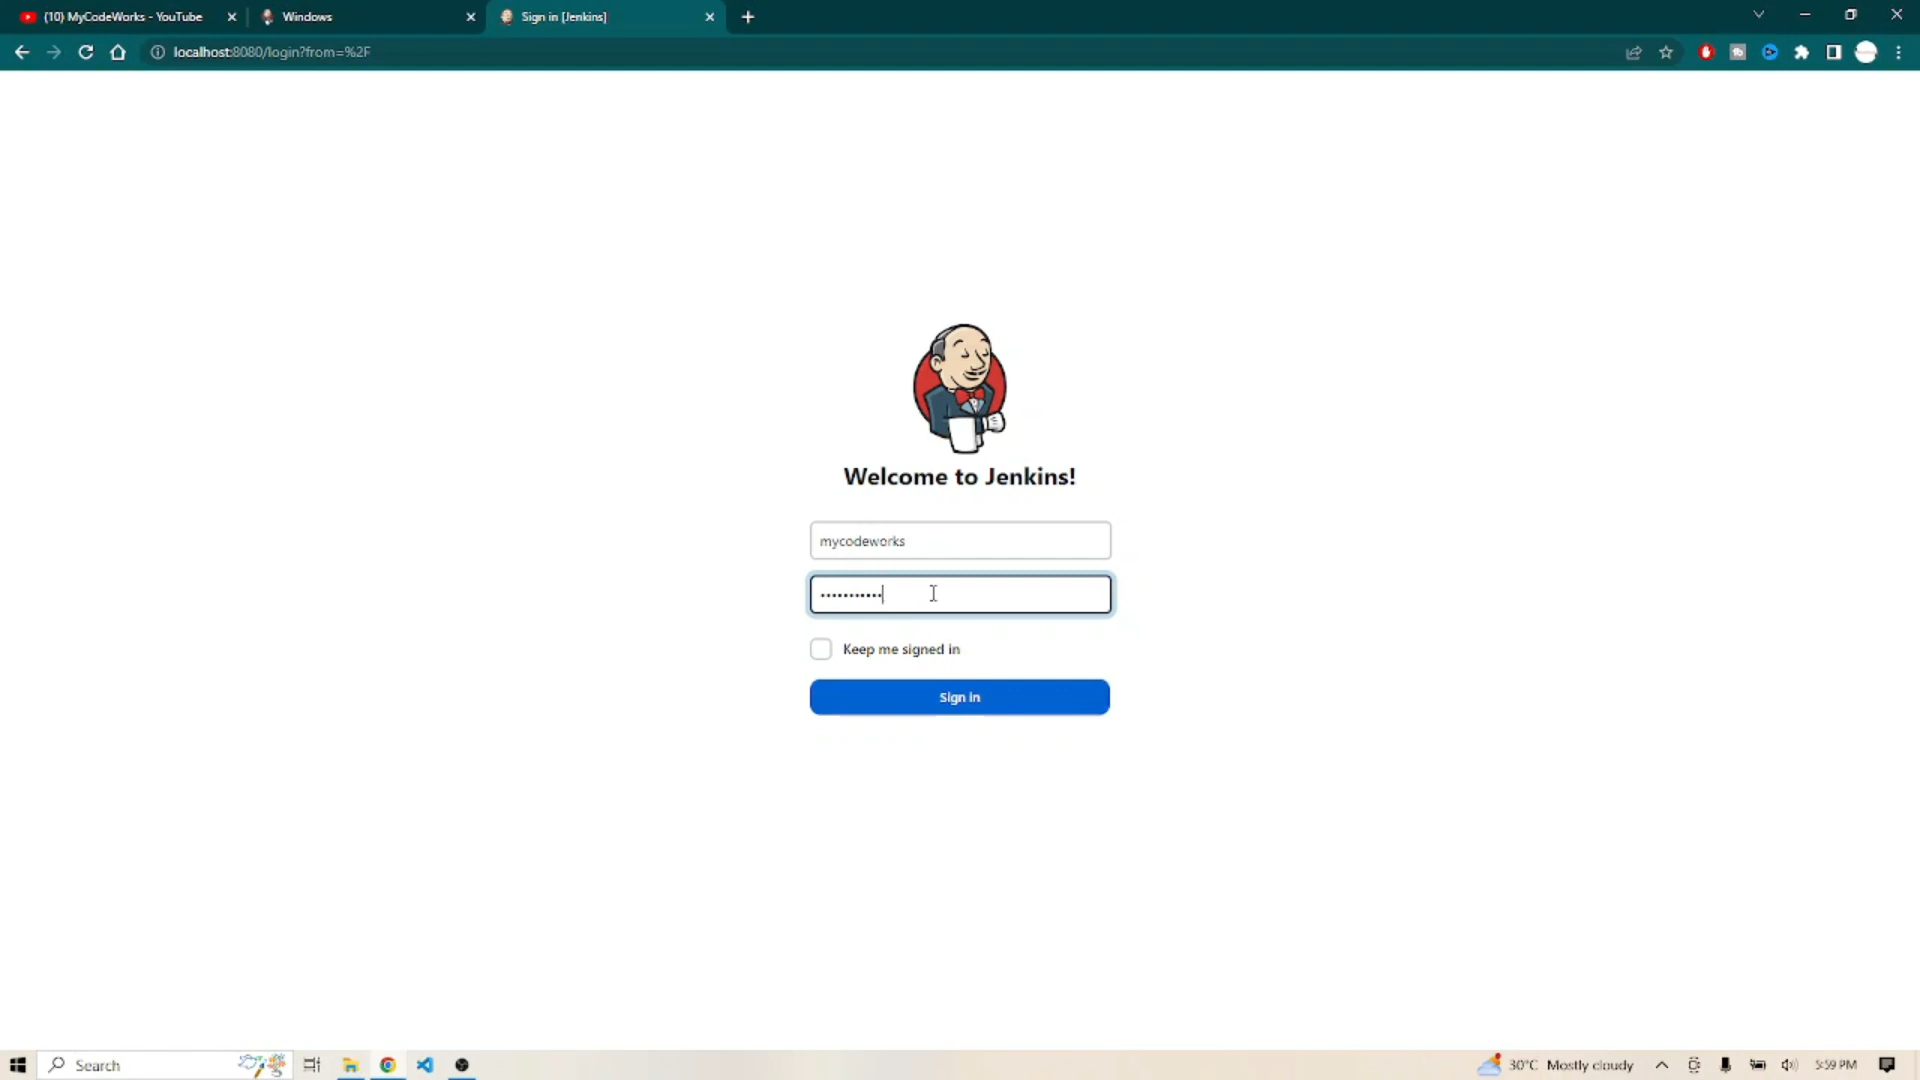 (10) MyCodeWorks - YouTube
Windows
Sign in [Jenkins]
localhost:8080/login?from=%2F
Welcome to Jenkins!
mycodeworks
•••••••••••
Keep me signed in
Sign in
Search
30°C Mostly cloudy
5:59 PM